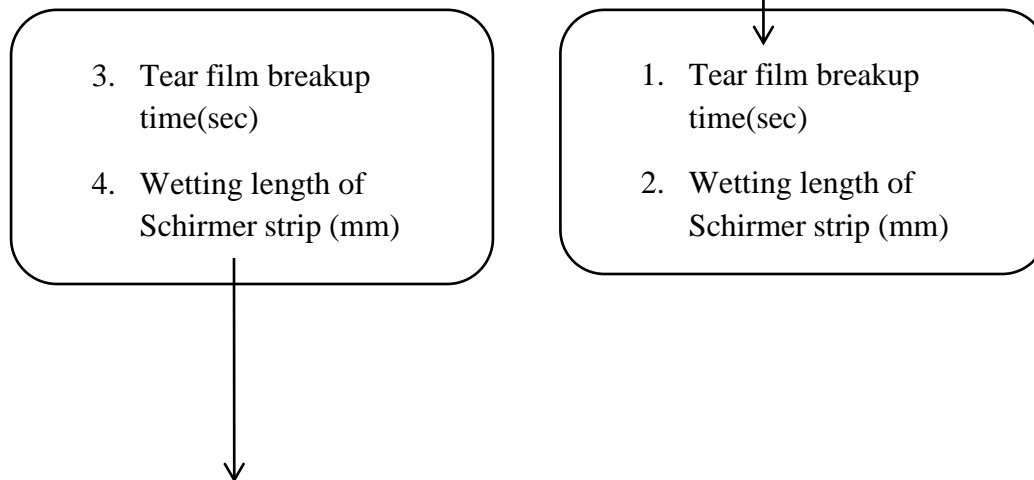 3. Tear film breakup
time(sec)
4. Wetting length of
Schirmer strip (mm)
1. Tear film breakup
time(sec)
2. Wetting length of
Schirmer strip (mm)